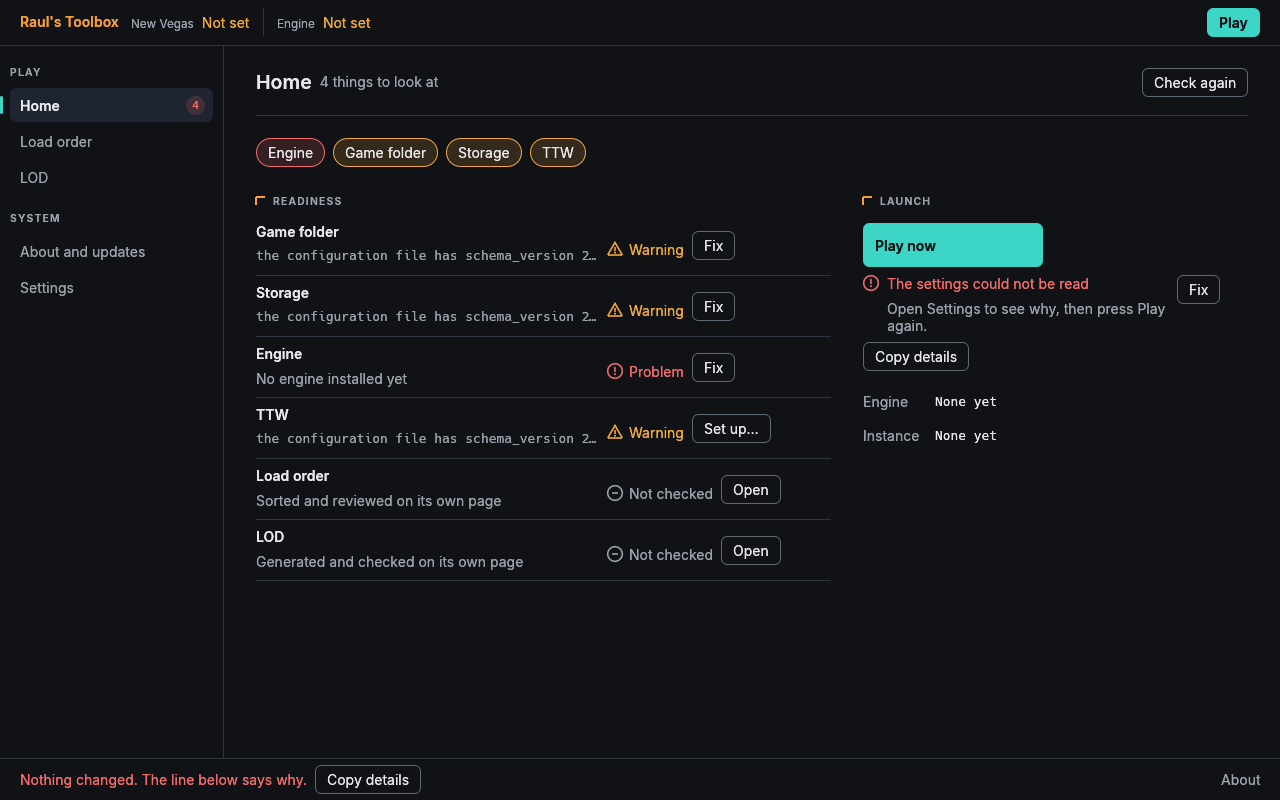 Raul's Toolbox New Vegas Not set Engine Not set Play
PLAY
Home 4
Load order
LOD
SYSTEM
About and updates
Settings
Home 4 things to look at Check again
Engine Game folder Storage TTW
READINESS
Game folder
the configuration file has schema_version 2… Warning Fix
Storage
the configuration file has schema_version 2… Warning Fix
Engine
No engine installed yet Problem Fix
TTW
the configuration file has schema_version 2… Warning Set up...
Load order
Sorted and reviewed on its own page Not checked Open
LOD
Generated and checked on its own page Not checked Open
LAUNCH
Play now
The settings could not be read Fix
Open Settings to see why, then press Play
again.
Copy details
Engine None yet
Instance None yet
Nothing changed. The line below says why. Copy details About